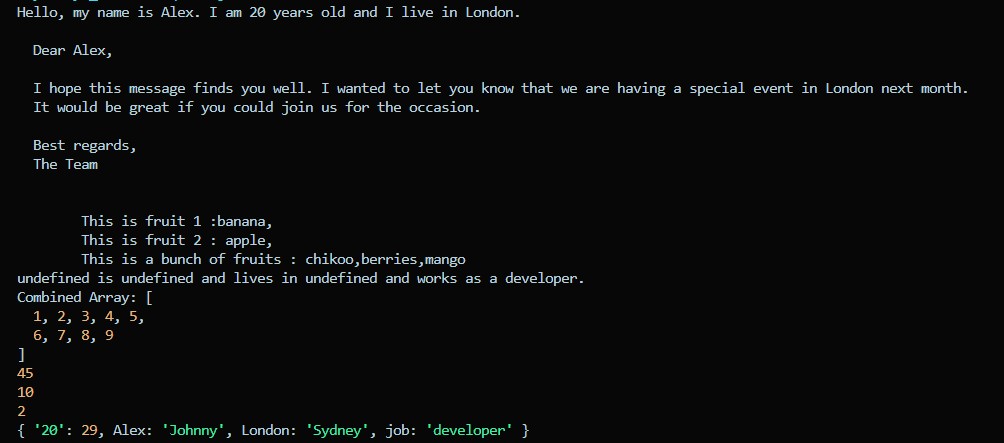 Hello, my name is Alex. I am 20 years old and I live in London.
Dear Alex,
I hope this message finds you well. I wanted to let you know that we are having a special event in London next month.
It would be great if you could join us for the occasion.
Best regards,
The Team
This is fruit 1 :banana,
This is fruit 2 : apple,
This is a bunch of fruits : chikoo,berries,mango
undefined is undefined and lives in undefined and works as a developer.
Combined Array: [
1, 2, 3, 4, 5,
6, 7, 8, 9
]
45
10
2
{ '20': 29, Alex: 'Johnny', London: 'Sydney', job: 'developer' }